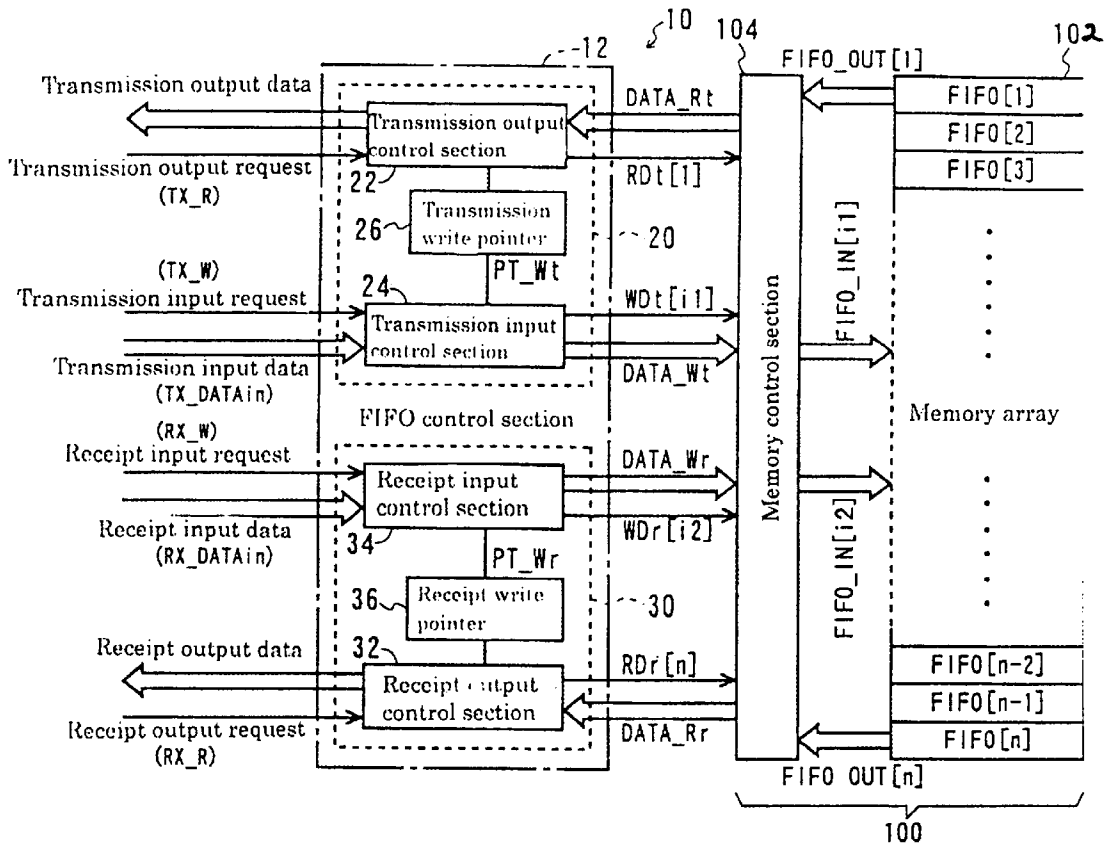 10
12
104
102
FIFO_OUT[1]
Transmission output data
DATA_Rt
FIFO[1]
Transmission output
control section
FIFO[2]
Transmission output request
(TX_R)
22
RDt[1]
FIFO[3]
26
Transmission
write pointer
20
FIFO_IN[i1]
(TX_W)
PT_Wt
Transmission input request
24
WDt[i1]
Transmission input
control section
Transmission input data
(TX_DATAin)
DATA_Wt
Memory control section
FIFO control section
Memory array
(RX_W)
Receipt input request
DATA_Wr
Receipt input
control section
Receipt input data
(RX_DATAin)
34
WDr[i2]
PT_Wr
FIFO_IN[i2]
36
Receipt write
pointer
30
Receipt output data
32
RDr[n]
FIFO[n-2]
Receipt output
control section
FIFO[n-1]
Receipt output request
(RX_R)
DATA_Rr
FIFO[n]
FIFO OUT[n]
100